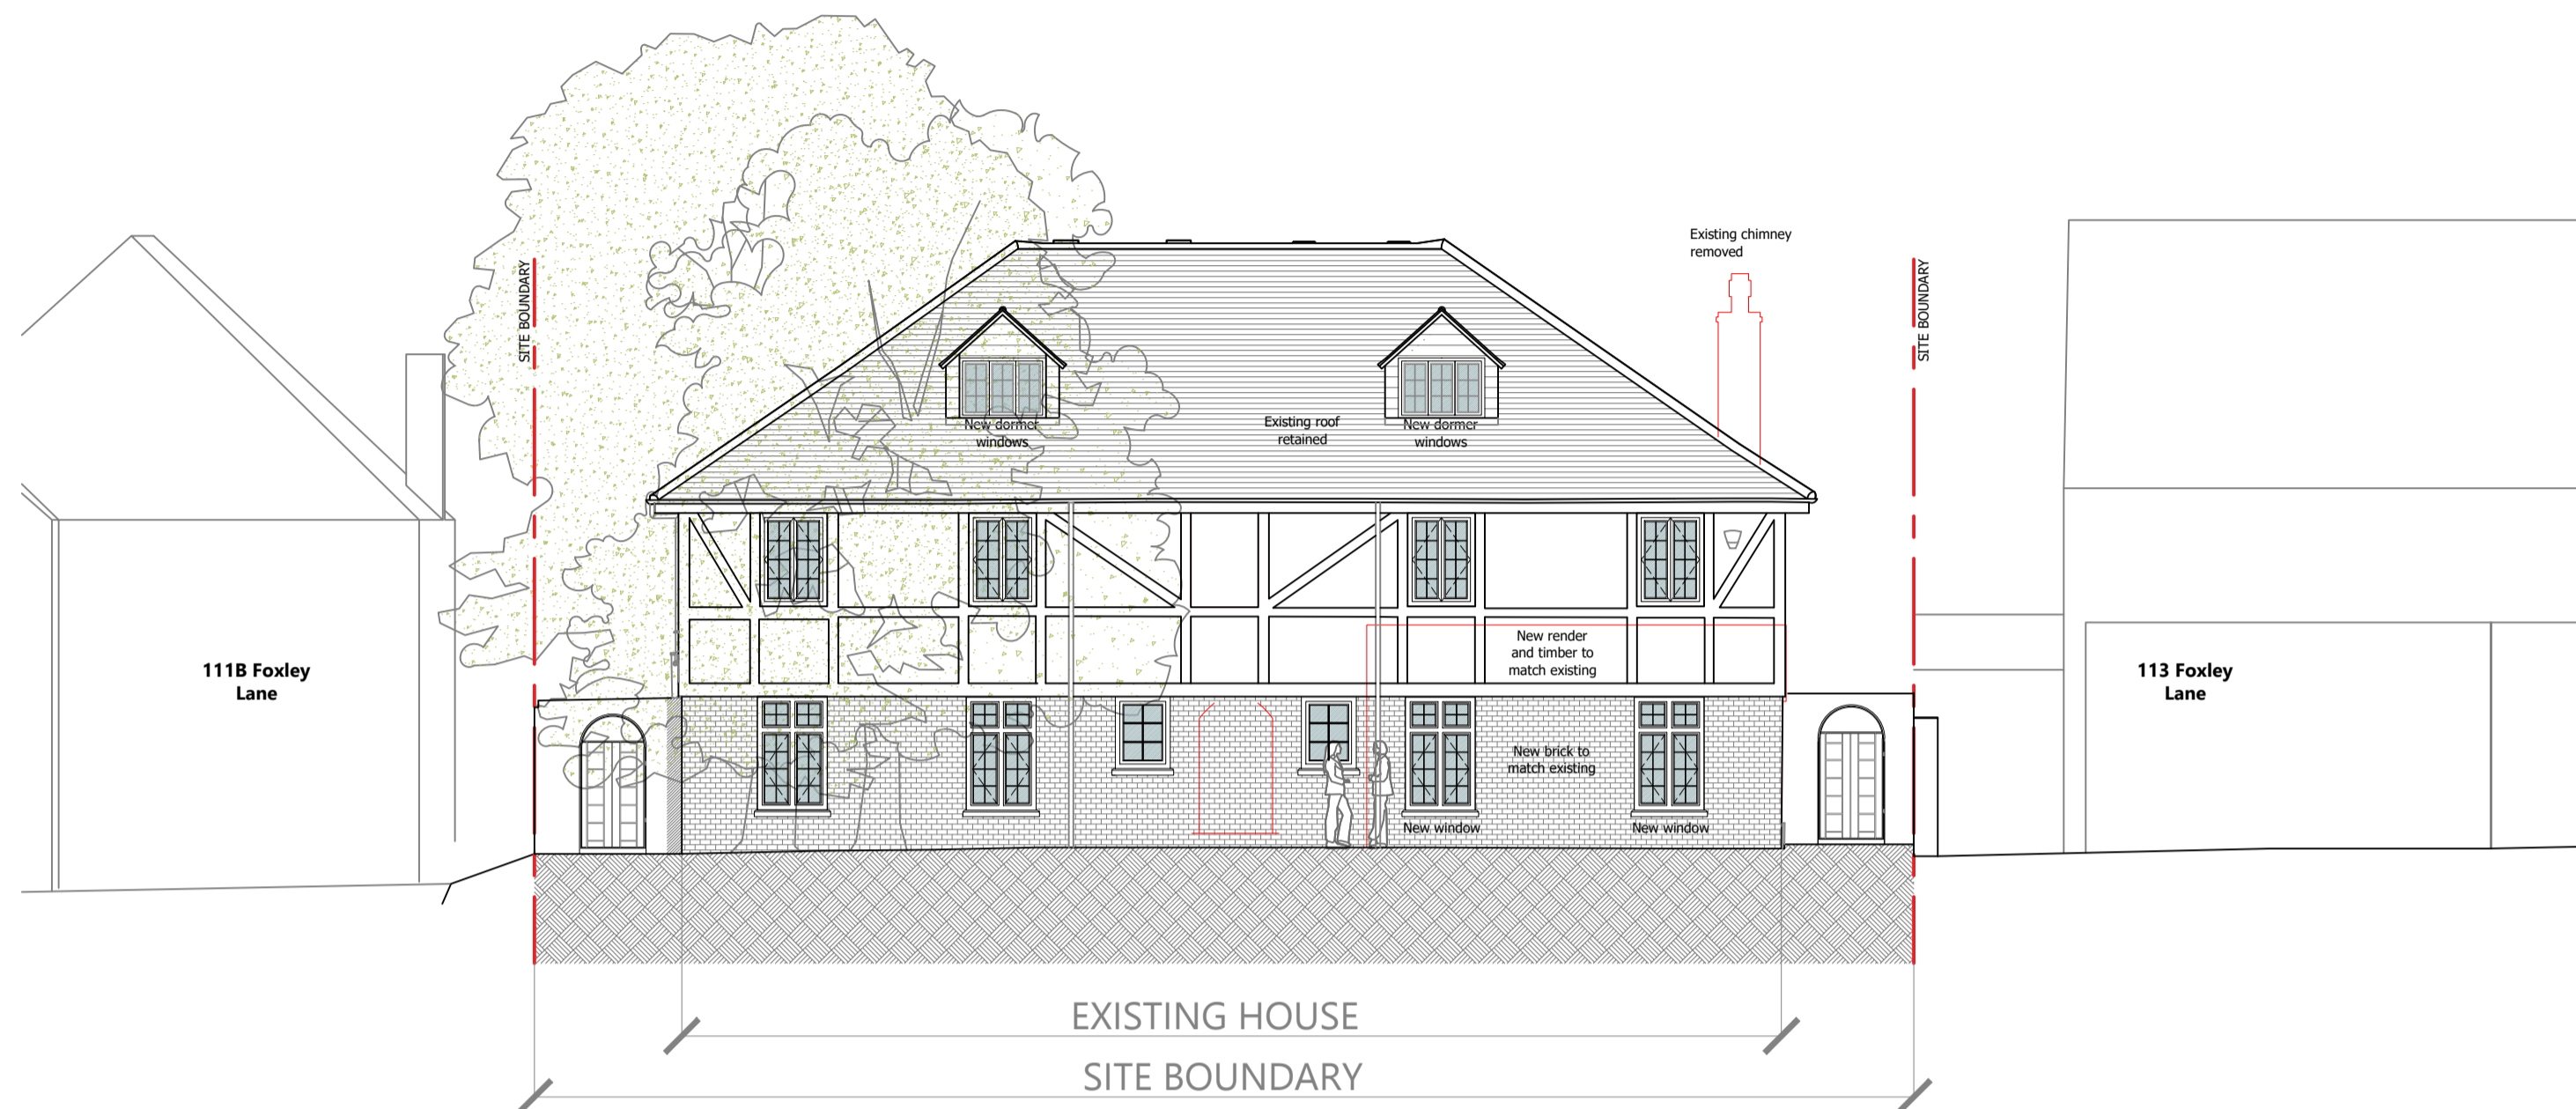 Existing chimney
removed
SITE BOUNDARY
SITE BOUNDARY
New dormer
windows
Existing roof
retained
New dormer
windows
111B Foxley
Lane
New render
and timber to
match existing
113 Foxley
Lane
New brick to
match existing
New window
New window
EXISTING HOUSE
SITE BOUNDARY